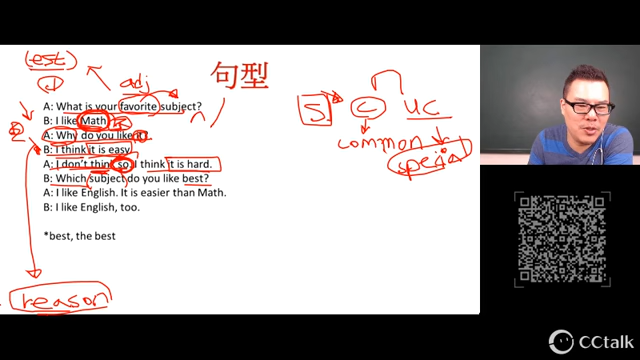 (est)
adj
句型
A: What is your favorite subject?
B: I like Math
A: Why do you like it?
B: I think it is easy.
A: I don't think so. I think it is hard.
B: Which subject do you like best?
A: I like English. It is easier than Math.
B: I like English, too.
*best, the best
reason
S
C
UC
common
CCtalk